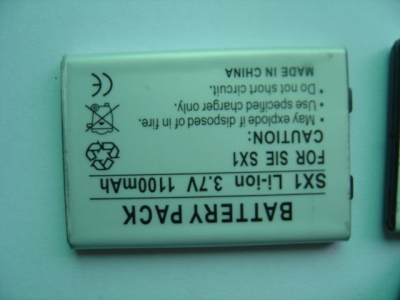 BATTERY PACK
SX1 Li-Ion 3.7V 1100mAh
FOR SIE SX1
CAUTION:
• May explode if disposed of in fire.
• Use specified charger only.
• Do not short circuit.
MADE IN CHINA
CE